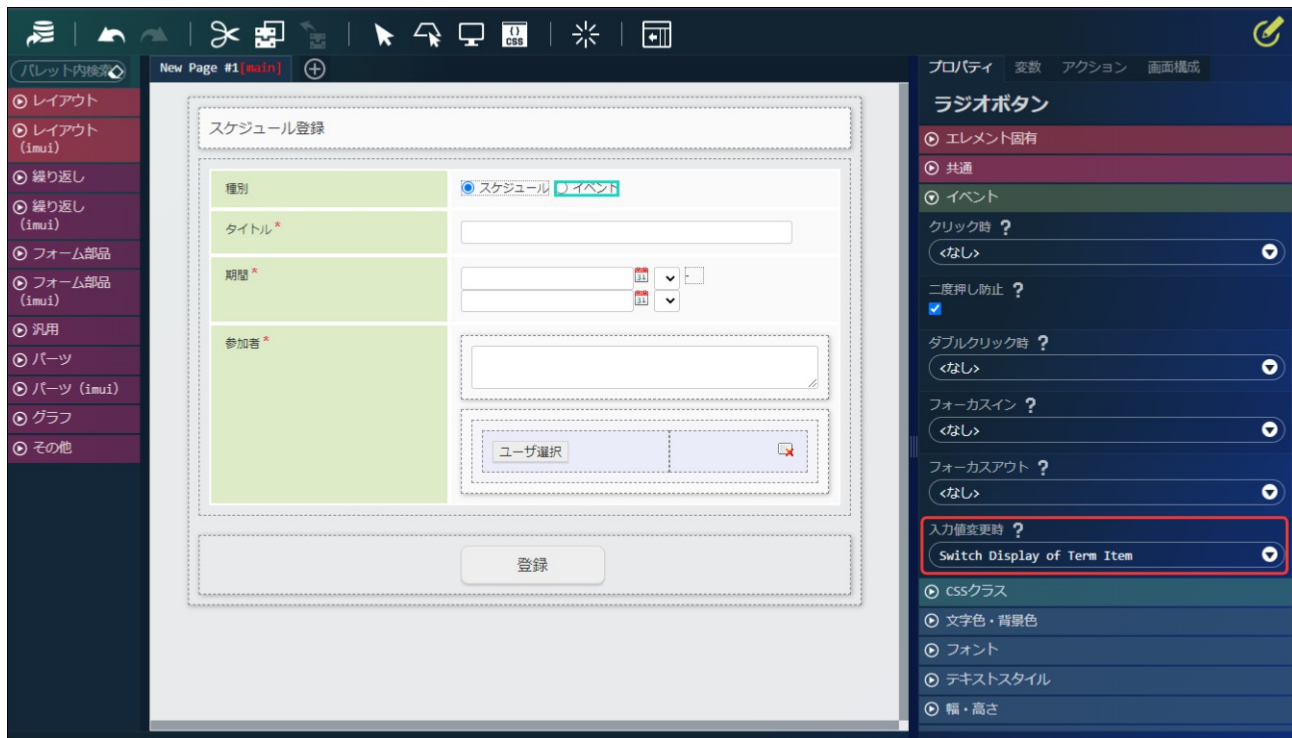 CSS
パレット内検索
New Page #1[main]
プロパティ 変数 アクション 画面構成
レイアウト
レイアウト
(imui)
繰り返し
繰り返し
(imui)
フォーム部品
フォーム部品
(imui)
汎用
パーツ
パーツ (imui)
グラフ
その他
スケジュール登録
種別
スケジュール イベント
タイトル*
期間*
31
-
31
参加者*
ユーザ選択
登録
ラジオボタン
エレメント固有
共通
イベント
クリック時 ?
<なし>
二度押し防止 ?
ダブルクリック時 ?
<なし>
フォーカスイン ?
<なし>
フォーカスアウト ?
<なし>
入力値変更時 ?
Switch Display of Term Item
CSSクラス
文字色・背景色
フォント
テキストスタイル
幅・高さ